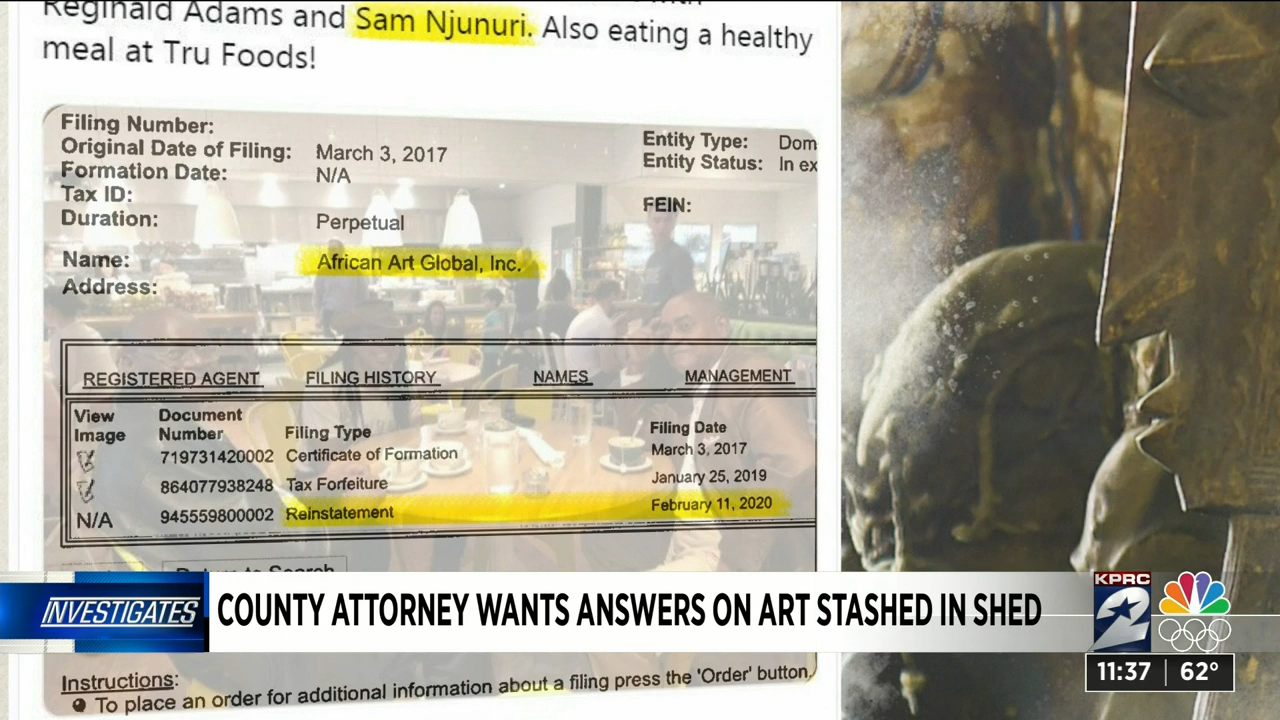 Reginald Adams and Sam Njunuri. Also eating a healthy
meal at Tru Foods!
Filing Number:
Original Date of Filing: March 3, 2017
Formation Date: N/A
Tax ID:
Duration: Perpetual
Name: African Art Global, Inc.
Address:
Entity Type: Dom
Entity Status: In ex
FEIN:
REGISTERED AGENT FILING HISTORY NAMES MANAGEMENT
View Image Document Number Filing Type Filing Date
719731420002 Certificate of Formation March 3, 2017
864077938248 Tax Forfeiture January 25, 2019
N/A 945559800002 Reinstatement February 11, 2020
Return to Search
INVESTIGATES
COUNTY ATTORNEY WANTS ANSWERS ON ART STASHED IN SHED
KPRC
2
11:37 62°
Instructions:
To place an order for additional information about a filing press the 'Order' button.